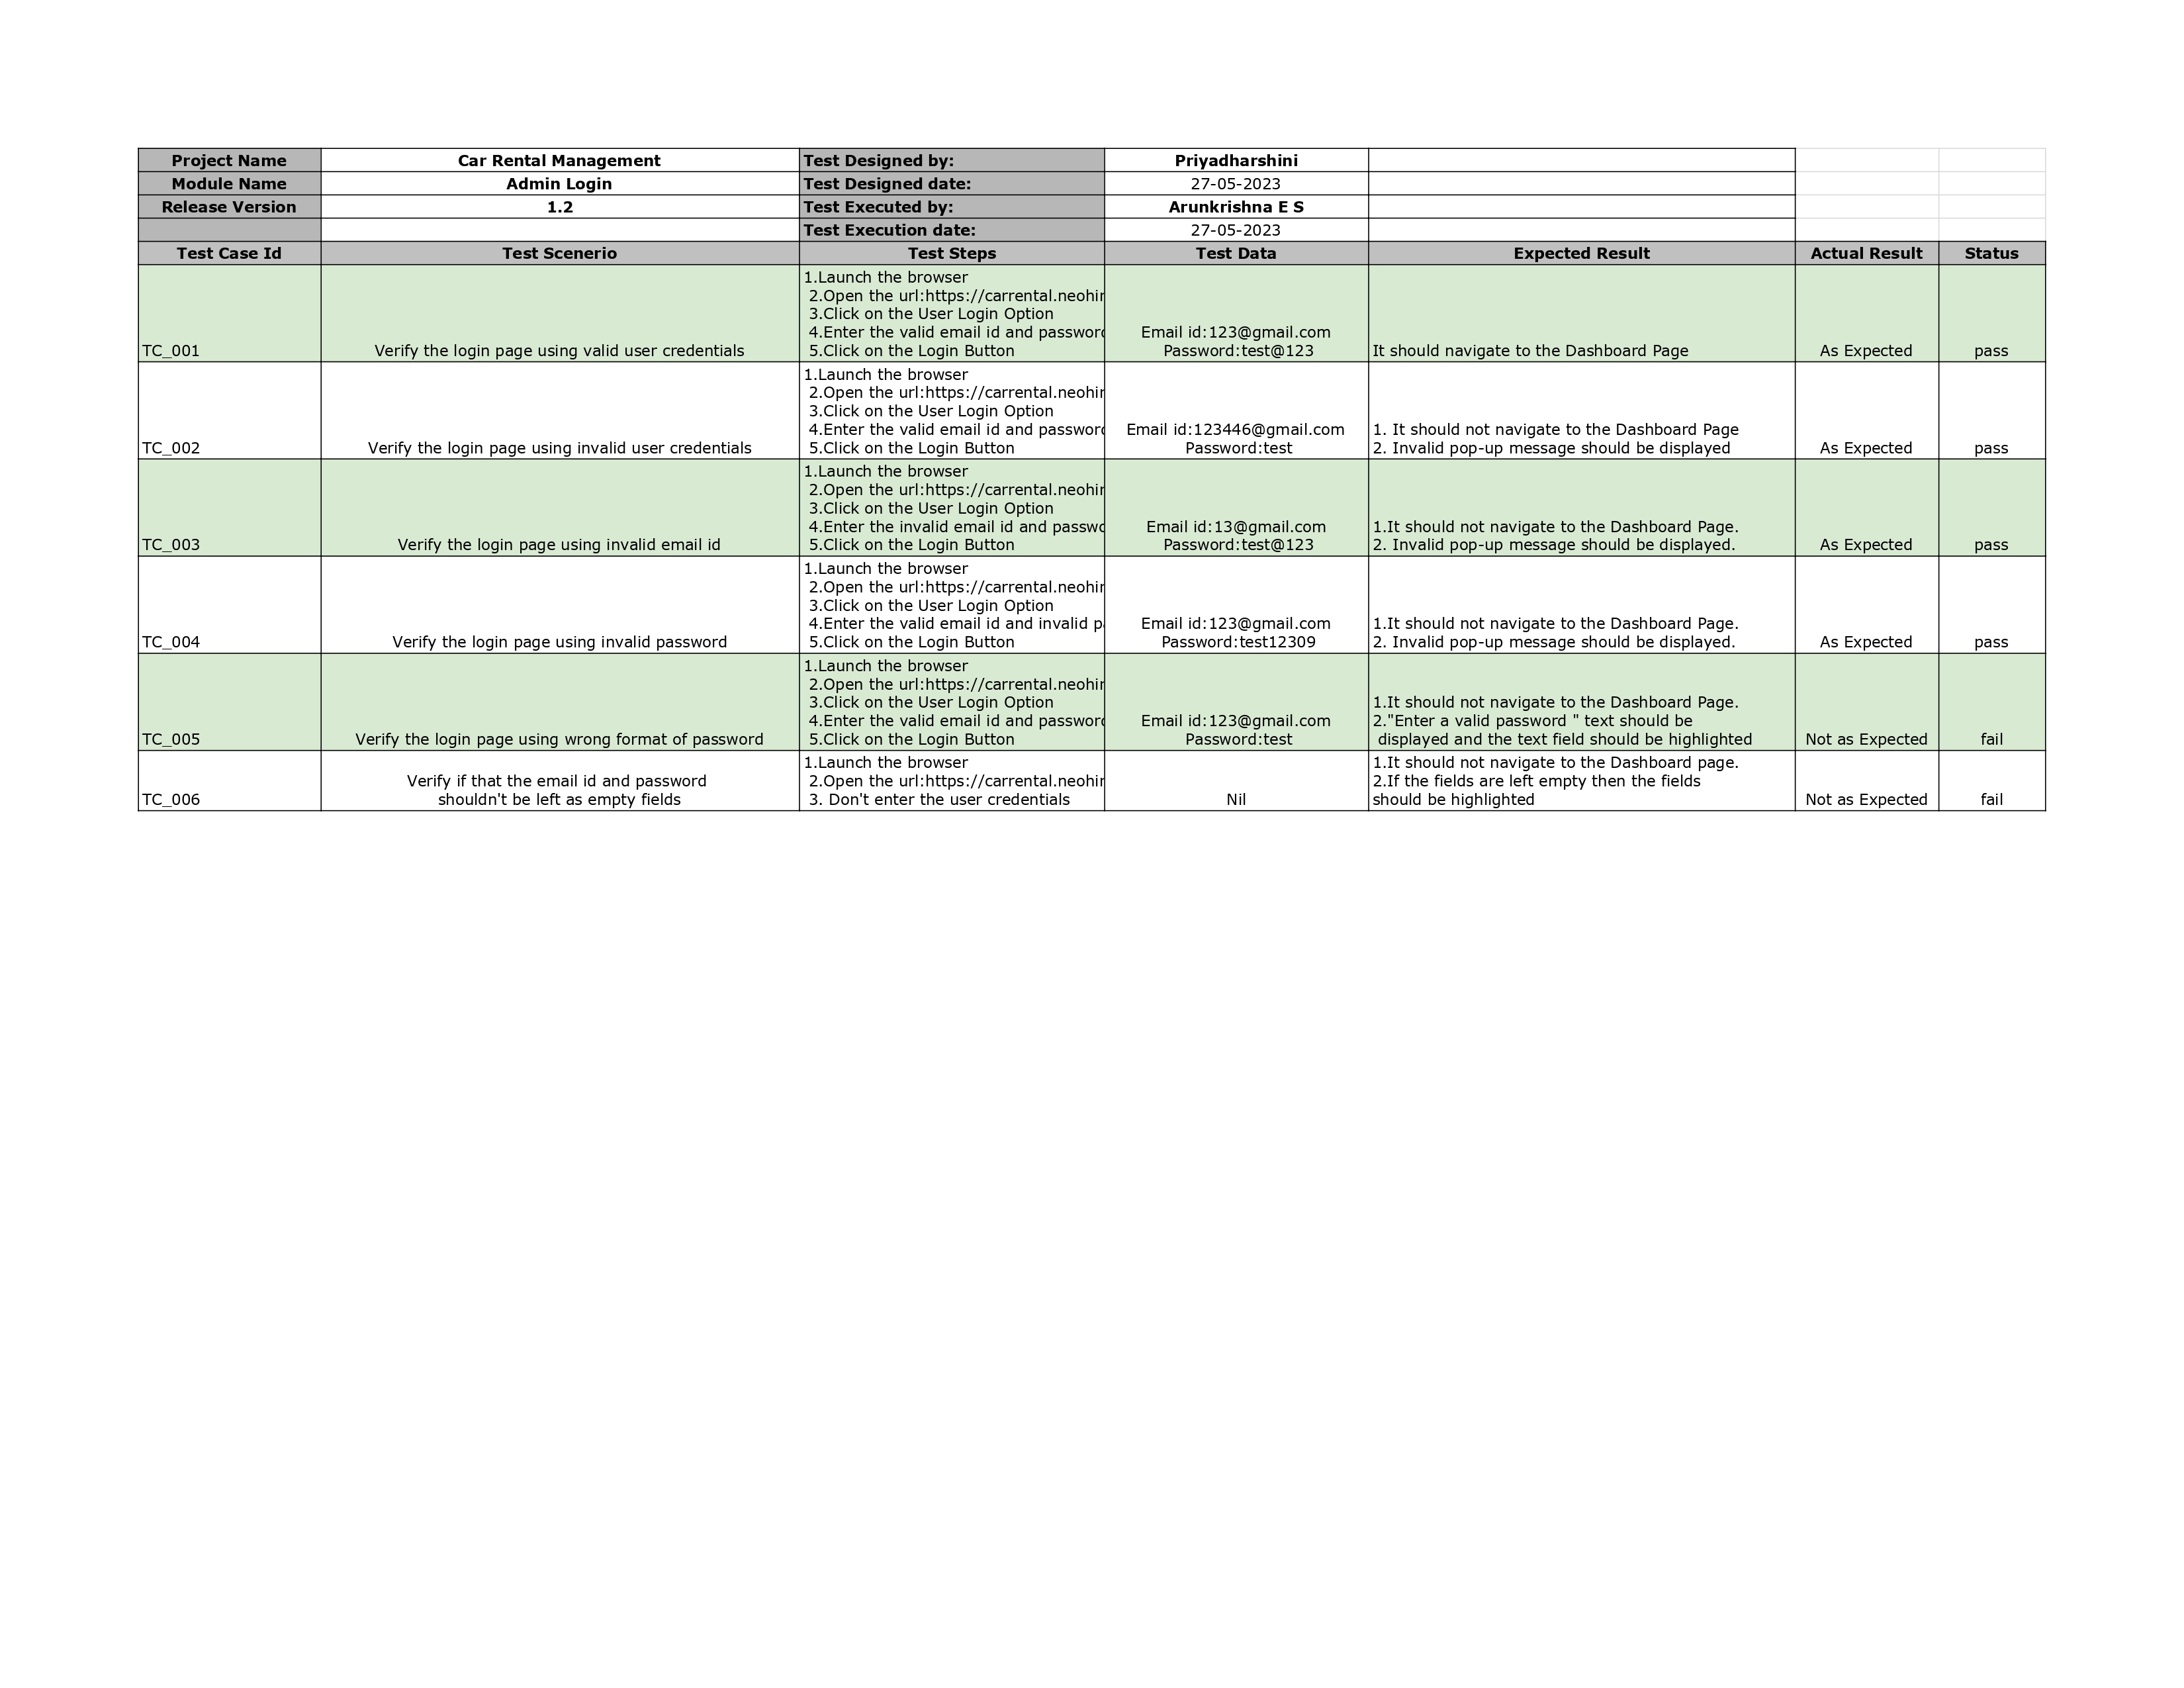 Project Name Car Rental Management Test Designed by: Priyadharshini
Module Name Admin Login Test Designed date: 27-05-2023
Release Version 1.2 Test Executed by: Arunkrishna E S
Test Execution date: 27-05-2023
Test Case Id Test Scenerio Test Steps Test Data Expected Result Actual Result Status
1.Launch the browser
2.Open the url:https://carrental.neohir
3.Click on the User Login Option
4.Enter the valid email id and password Email id:123@gmail.com
TC_001 Verify the login page using valid user credentials 5.Click on the Login Button Password:test@123 It should navigate to the Dashboard Page As Expected pass
1.Launch the browser
2.Open the url:https://carrental.neohir
3.Click on the User Login Option
4.Enter the valid email id and password Email id:123446@gmail.com 1. It should not navigate to the Dashboard Page
TC_002 Verify the login page using invalid user credentials 5.Click on the Login Button Password:test 2. Invalid pop-up message should be displayed As Expected pass
1.Launch the browser
2.Open the url:https://carrental.neohir
3.Click on the User Login Option
4.Enter the invalid email id and passwo Email id:13@gmail.com 1.It should not navigate to the Dashboard Page.
TC_003 Verify the login page using invalid email id 5.Click on the Login Button Password:test@123 2. Invalid pop-up message should be displayed. As Expected pass
1.Launch the browser
2.Open the url:https://carrental.neohir
3.Click on the User Login Option
4.Enter the valid email id and invalid pa Email id:123@gmail.com 1.It should not navigate to the Dashboard Page.
TC_004 Verify the login page using invalid password 5.Click on the Login Button Password:test12309 2. Invalid pop-up message should be displayed. As Expected pass
1.Launch the browser
2.Open the url:https://carrental.neohir
3.Click on the User Login Option 1.It should not navigate to the Dashboard Page.
4.Enter the valid email id and password Email id:123@gmail.com 2."Enter a valid password " text should be
TC_005 Verify the login page using wrong format of password 5.Click on the Login Button Password:test displayed and the text field should be highlighted Not as Expected fail
1.Launch the browser 1.It should not navigate to the Dashboard page.
Verify if that the email id and password 2.Open the url:https://carrental.neohir 2.If the fields are left empty then the fields
TC_006 shouldn't be left as empty fields 3. Don't enter the user credentials Nil should be highlighted Not as Expected fail